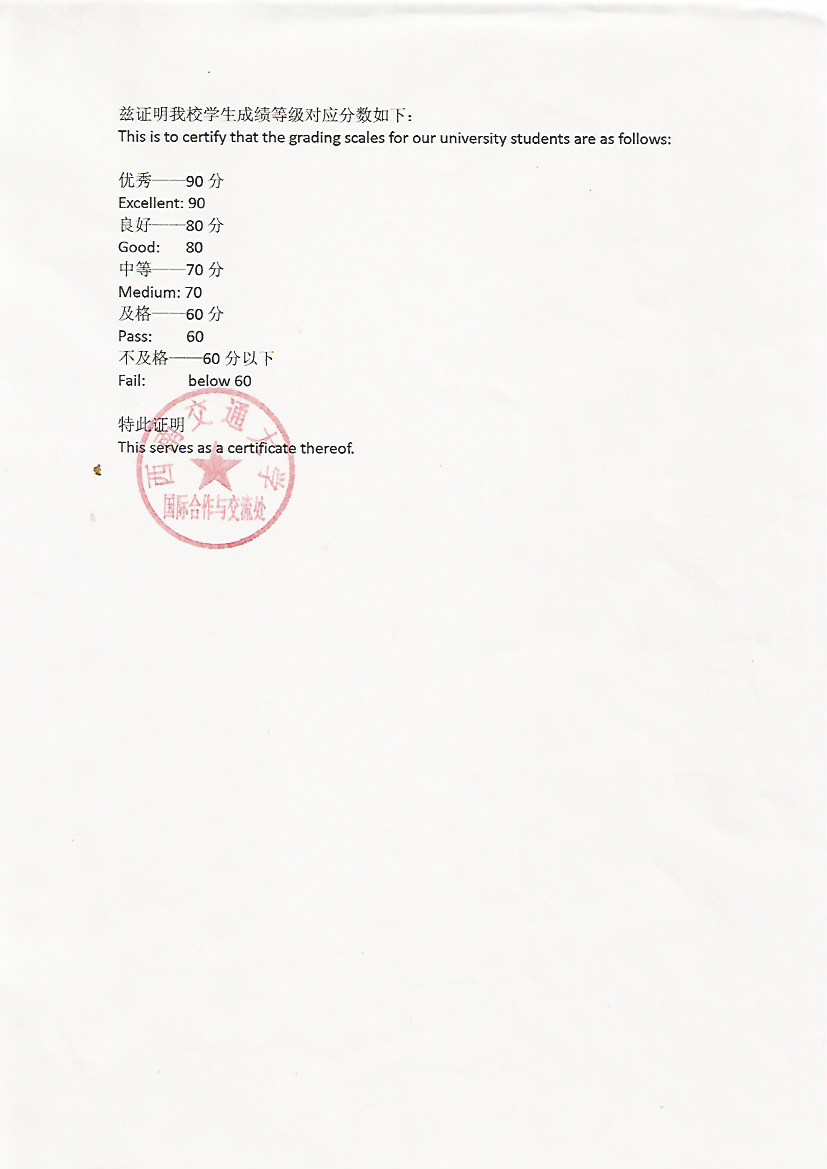 兹证明我校学生成绩等级对应分数如下：
This is to certify that the grading scales for our university students are as follows:
优秀——90 分
Excellent: 90
良好——80 分
Good: 80
中等——70 分
Medium: 70
及格——60 分
Pass: 60
不及格——60 分以下
Fail: below 60
特此证明
This serves as a certificate thereof.
西南交通大学
国际合作与交流处